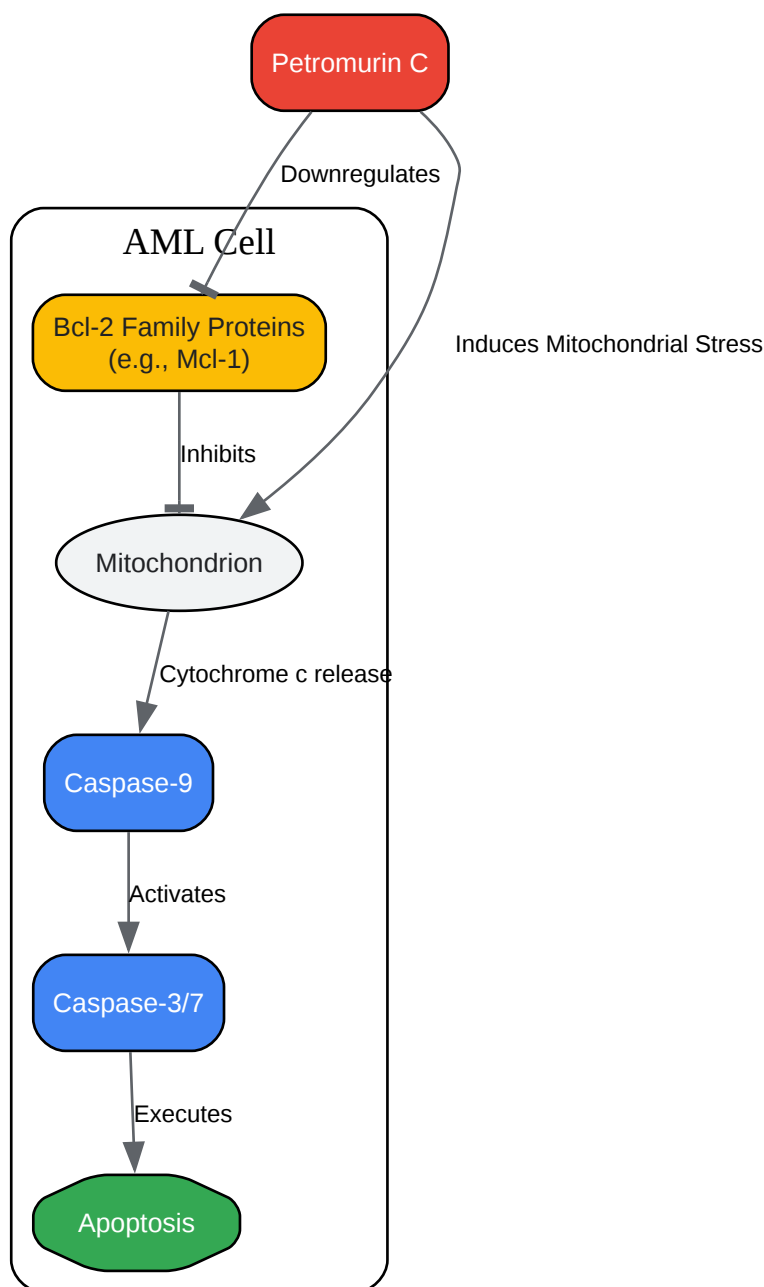 Petromurin C
Downregulates
AML Cell
Bcl-2 Family Proteins
(e.g., Mcl-1)
Induces Mitochondrial Stress
Inhibits
Mitochondrion
Cytochrome c release
Caspase-9
Activates
Caspase-3/7
Executes
Apoptosis